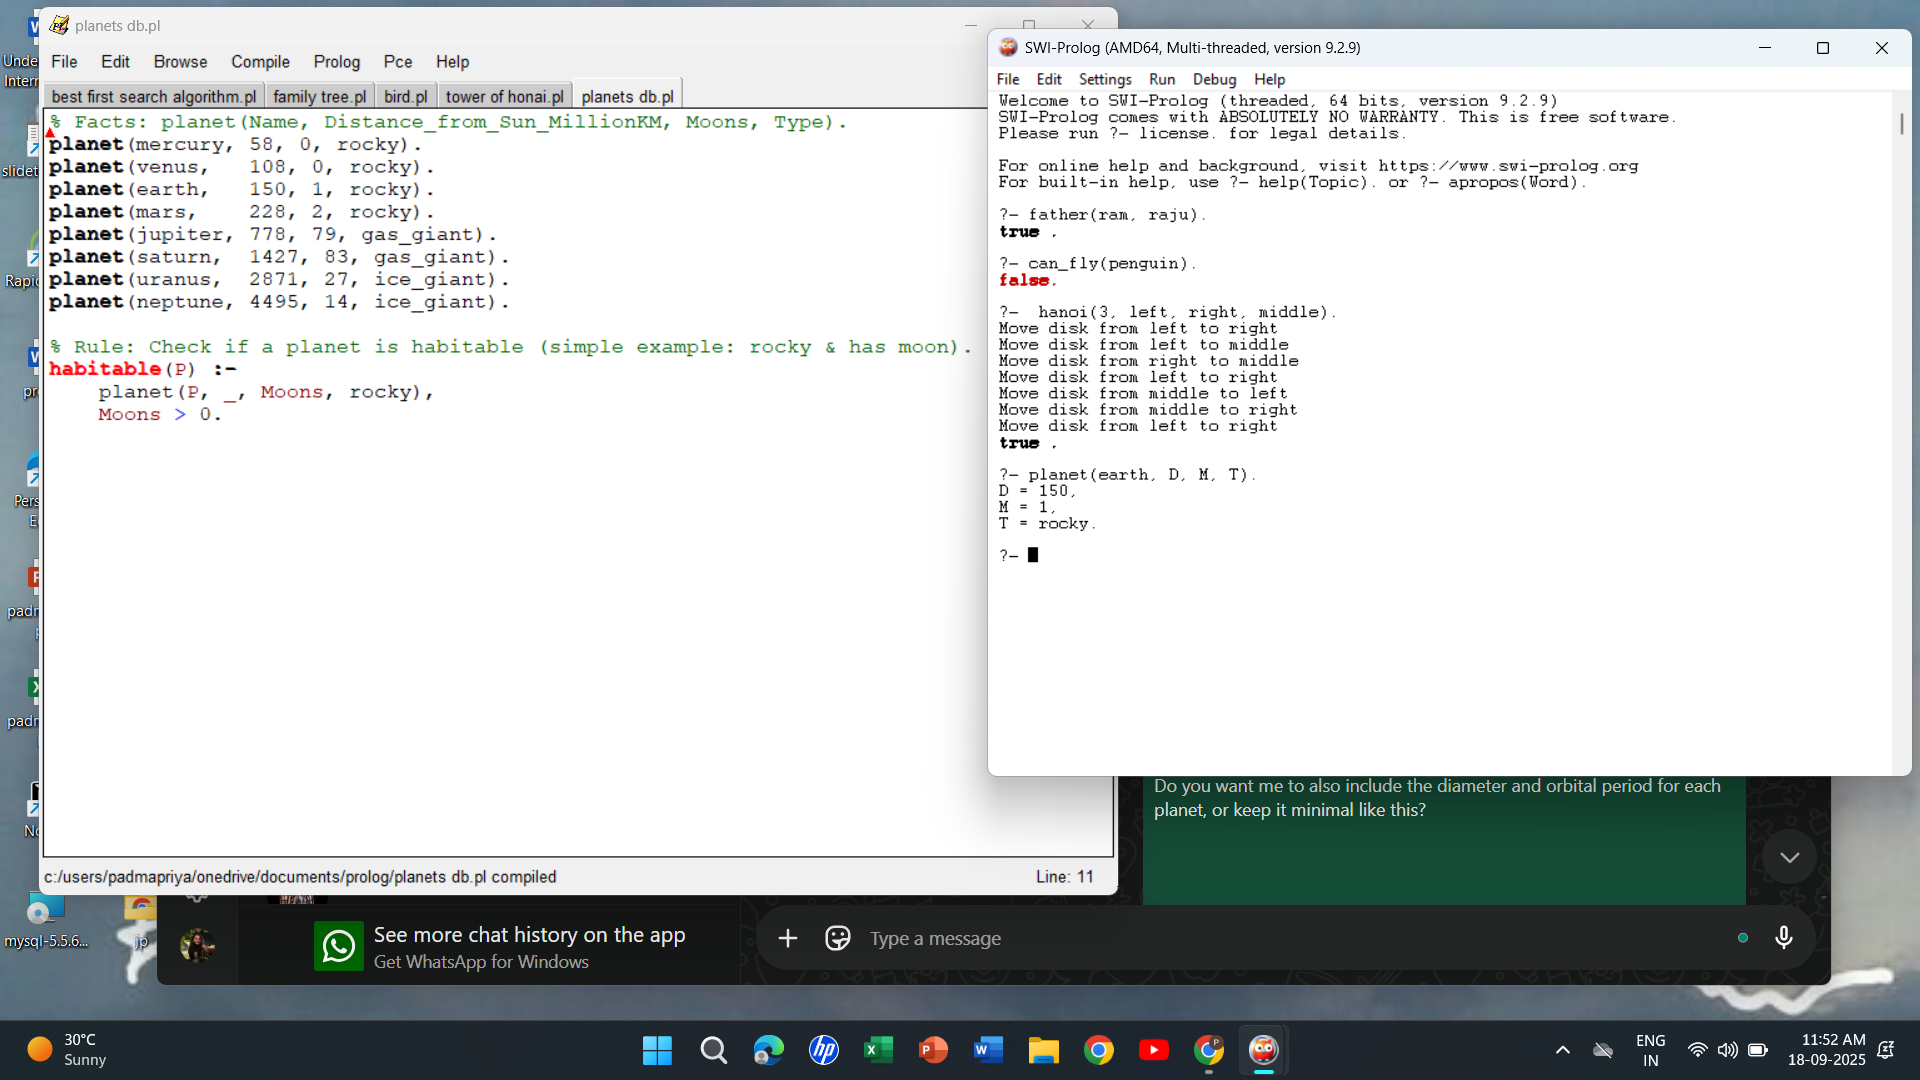 planets db.pl
File Edit Browse Compile Prolog Pce Help
best first search algorithm.pl family tree.pl bird.pl tower of honai.pl planets db.pl
% Facts: planet(Name, Distance_from_Sun_MillionKM, Moons, Type).
planet(mercury, 58, 0, rocky).
planet(venus,   108, 0, rocky).
planet(earth,   150, 1, rocky).
planet(mars,    228, 2, rocky).
planet(jupiter, 778, 79, gas_giant).
planet(saturn,  1427, 83, gas_giant).
planet(uranus,  2871, 27, ice_giant).
planet(neptune, 4495, 14, ice_giant).
% Rule: Check if a planet is habitable (simple example: rocky & has moon).
habitable(P) :-
    planet(P, _, Moons, rocky),
    Moons > 0.
c:/users/padmapriya/onedrive/documents/prolog/planets db.pl compiled
Line: 11
SWI-Prolog (AMD64, Multi-threaded, version 9.2.9)
File Edit Settings Run Debug Help
Welcome to SWI-Prolog (threaded, 64 bits, version 9.2.9)
SWI-Prolog comes with ABSOLUTELY NO WARRANTY. This is free software.
Please run ?- license. for legal details.
For online help and background, visit https://www.swi-prolog.org
For built-in help, use ?- help(Topic). or ?- apropos(Word).
?- father(ram, raju).
true .
?- can_fly(penguin).
false.
?-  hanoi(3, left, right, middle).
Move disk from left to right
Move disk from left to middle
Move disk from right to middle
Move disk from left to right
Move disk from middle to left
Move disk from middle to right
Move disk from left to right
true .
?- planet(earth, D, M, T).
D = 150,
M = 1,
T = rocky.
?-
Do you want me to also include the diameter and orbital period for each
planet, or keep it minimal like this?
See more chat history on the app
Get WhatsApp for Windows
Type a message
Unde
Intern
slidet
Rapid
pr
Pers
E
padm
padm
No
mysql-5.5.6...
jp
30°C
Sunny
ENG
IN
11:52 AM
18-09-2025